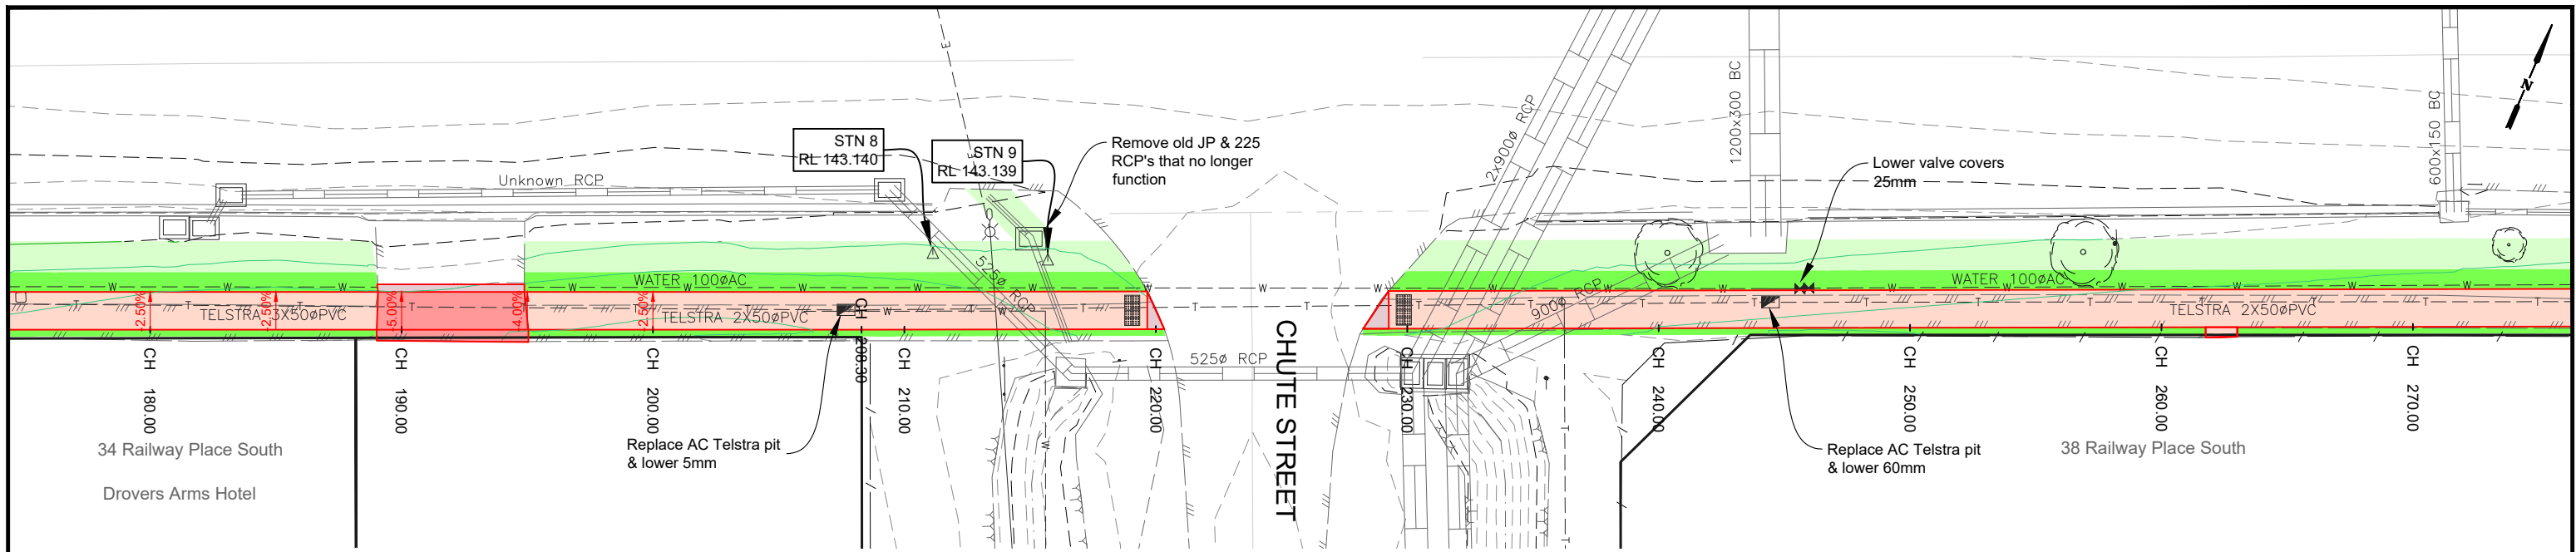 E
N
STN 8
RL 143.140
STN 9
RL 143.139
Remove old JP & 225
RCP's that no longer
function
Unknown RCP
2x900ø RCP
1200x300 BC
Lower valve covers
25mm
600x150 BC
525ø RCP
WATER 100øAC
WATER 100øAC
2.50%
TELSTRA 3X50øPVC
2.50%
5.00%
4.00%
2.50%
TELSTRA 2X50øPVC
900ø RCP
TELSTRA 2X50øPVC
525ø RCP
CHUTE STREET
CH 180.00
CH 190.00
CH 200.00
CH 208.30
CH 210.00
CH 220.00
CH 230.00
CH 240.00
CH 250.00
CH 260.00
CH 270.00
34 Railway Place South
Drovers Arms Hotel
Replace AC Telstra pit
& lower 5mm
Replace AC Telstra pit
& lower 60mm
38 Railway Place South